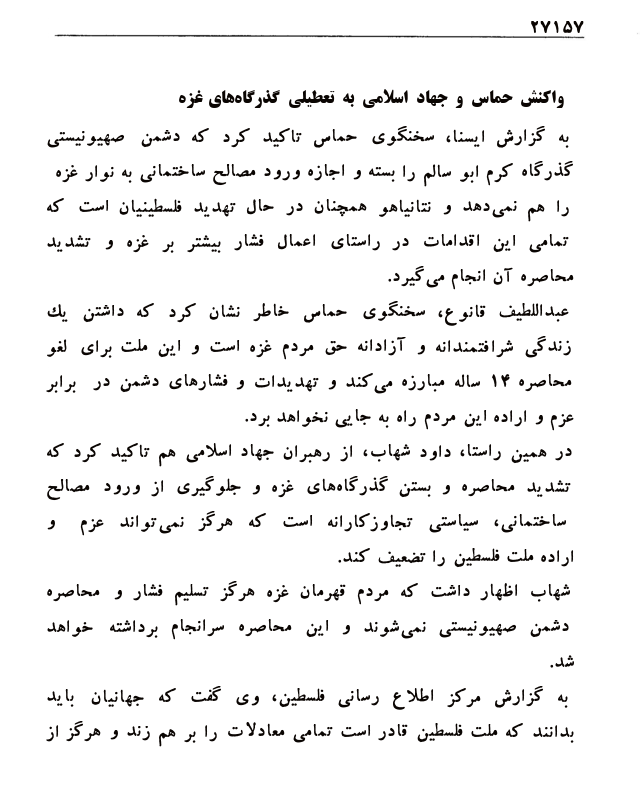 ۲۷۱۵۷
واکنش حماس و جهاد اسلامی به تعطیلی گذرگاه‌های غزه
به گزارش ایسنا، سخنگوی حماس تاکید کرد که دشمن صهیونیستی
گذرگاه کرم ابو سالم را بسته و اجازه ورود مصالح ساختمانی به نوار غزه
را هم نمی‌دهد و نتانیاهو همچنان در حال تهدید فلسطینیان است که
تمامی این اقدامات در راستای اعمال فشار بیشتر بر غزه و تشدید
محاصره آن انجام می‌گیرد.
عبداللطیف قانوع، سخنگوی حماس خاطر نشان کرد که داشتن یك
زندگی شرافتمندانه و آزادانه حق مردم غزه است و این ملت برای لغو
محاصره ۱۴ ساله مبارزه می‌کند و تهدیدات و فشارهای دشمن در برابر
عزم و اراده این مردم راه به جایی نخواهد برد.
در همین راستا، داود شهاب، از رهبران جهاد اسلامی هم تاکید کرد که
تشدید محاصره و بستن گذرگاه‌های غزه و جلوگیری از ورود مصالح
ساختمانی، سیاستی تجاوزکارانه است که هرگز نمی‌تواند عزم و
اراده ملت فلسطین را تضعیف کند.
شهاب اظهار داشت که مردم قهرمان غزه هرگز تسلیم فشار و محاصره
دشمن صهیونیستی نمی‌شوند و این محاصره سرانجام برداشته خواهد
شد.
به گزارش مرکز اطلاع رسانی فلسطین، وی گفت که جهانیان باید
بدانند که ملت فلسطین قادر است تمامی معادلات را بر هم زند و هرگز از